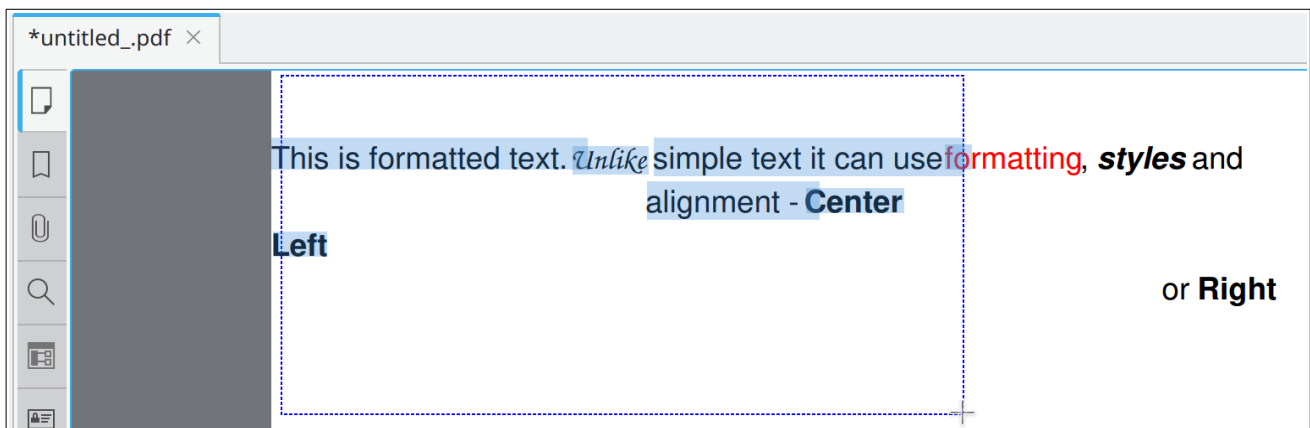 *untitled_.pdf
This is formatted text. Unlike simple text it can use formatting, styles and
alignment - Center
Left
or Right